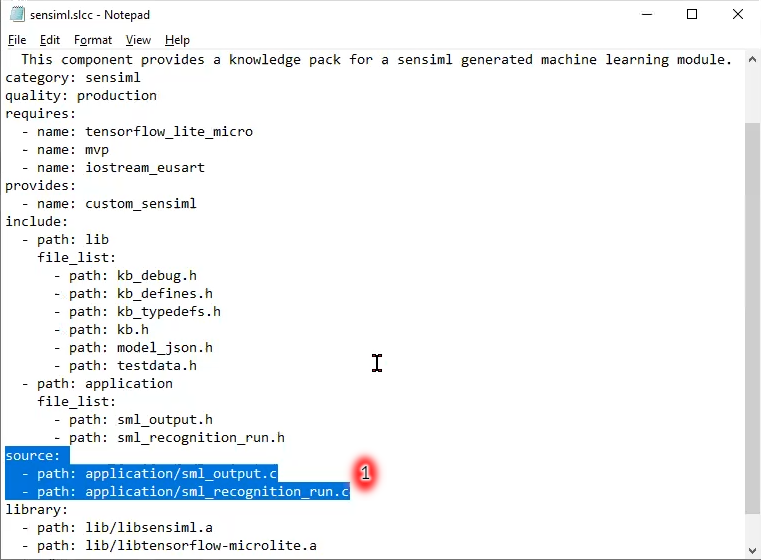 sensiml.slcc - Notepad
File Edit Format View Help
This component provides a knowledge pack for a sensiml generated machine learning module.
category: sensiml
quality: production
requires:
- name: tensorflow_lite_micro
- name: mvp
- name: iostream_eusart
provides:
- name: custom_sensiml
include:
- path: lib
file_list:
- path: kb_debug.h
- path: kb_defines.h
- path: kb_typedefs.h
- path: kb.h
- path: model_json.h
- path: testdata.h
- path: application
file_list:
- path: sml_output.h
- path: sml_recognition_run.h
source:
- path: application/sml_output.c
1
- path: application/sml_recognition_run.c
library:
- path: lib/libsensiml.a
- path: lib/libtensorflow-microlite.a